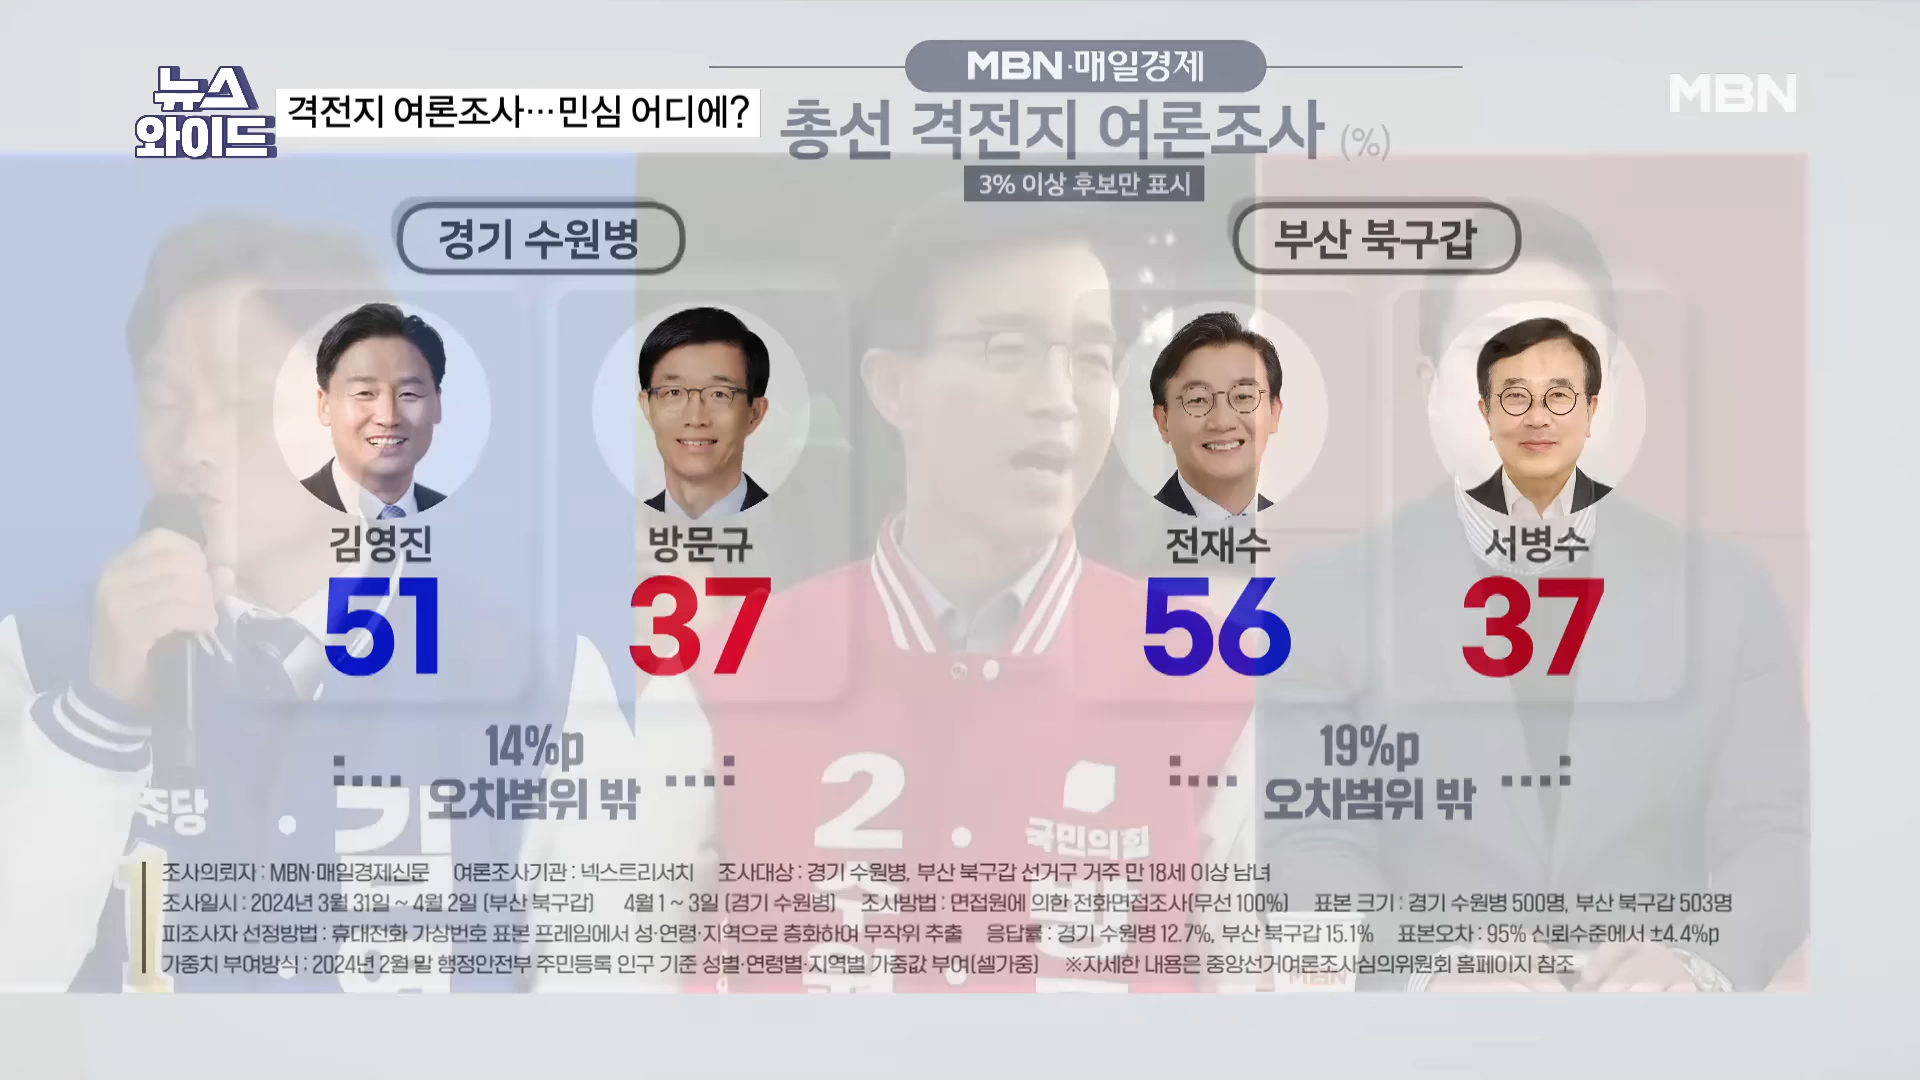 MBN·매일경제
뉴스
와이드
격전지 여론조사…민심 어디에?
MBN
총선 격전지 여론조사 (%)
3% 이상 후보만 표시
경기 수원병
부산 북구갑
김영진
방문규
전재수
서병수
51
37
56
37
14%p
오차범위 밖
19%p
오차범위 밖
주당
1
2
국민의힘
조사의뢰자 : MBN·매일경제신문 여론조사기관 : 넥스트리서치 조사대상 : 경기 수원병, 부산 북구갑 선거구 거주 만 18세 이상 남녀
조사일시 : 2024년 3월 31일 ~ 4월 2일 (부산 북구갑) 4월 1 ~ 3일 (경기 수원병) 조사방법 : 면접원에 의한 전화면접조사(무선 100%) 표본 크기 : 경기 수원병 500명, 부산 북구갑 503명
피조사자 선정방법 : 휴대전화 가상번호 표본 프레임에서 성·연령·지역으로 층화하여 무작위 추출 응답률 : 경기 수원병 12.7%, 부산 북구갑 15.1% 표본오차 : 95% 신뢰수준에서 ±4.4%p
가중치 부여방식 : 2024년 2월 말 행정안전부 주민등록 인구 기준 성별·연령별·지역별 가중값 부여(셀가중) ※자세한 내용은 중앙선거여론조사심의위원회 홈페이지 참조
MBN